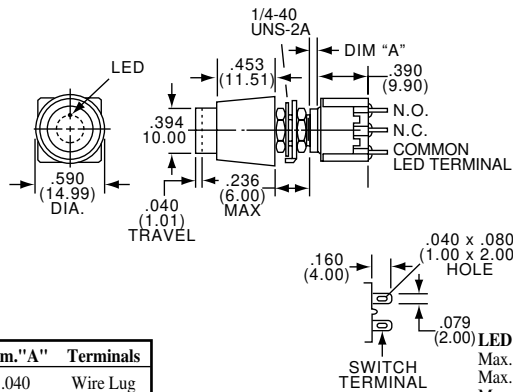 1/4-40
UNS-2A
LED
.453
(11.51)
DIM “A”
.390
(9.90)
.394
10.00
N.O.
N.C.
COMMON
LED TERMINAL
.590
(14.99)
DIA.
.236
(6.00)
MAX
.040
(1.01)
TRAVEL
.040 x .080
(1.00 x 2.00
HOLE
.160
(4.00)
.079
(2.00)
SWITCH
TERMINAL
LED
Max.
Max.
m."A" Terminals
.040 Wire Lug